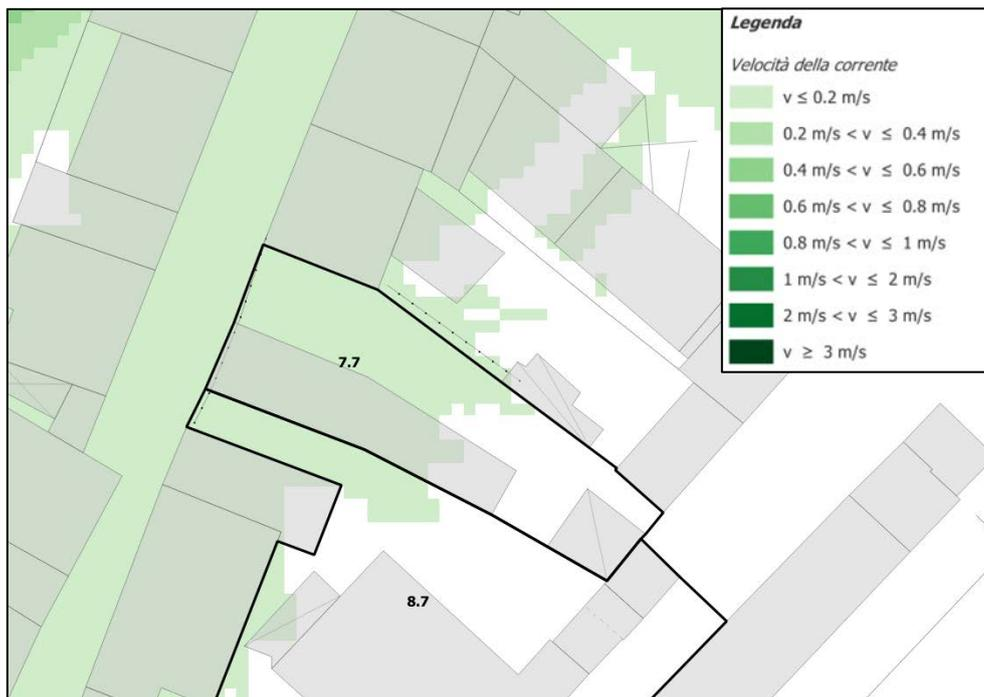 Legenda
Velocità della corrente
v ≤ 0.2 m/s
0.2 m/s < v ≤ 0.4 m/s
0.4 m/s < v ≤ 0.6 m/s
0.6 m/s < v ≤ 0.8 m/s
0.8 m/s < v ≤ 1 m/s
1 m/s < v ≤ 2 m/s
2 m/s < v ≤ 3 m/s
v ≥ 3 m/s
7.7
8.7